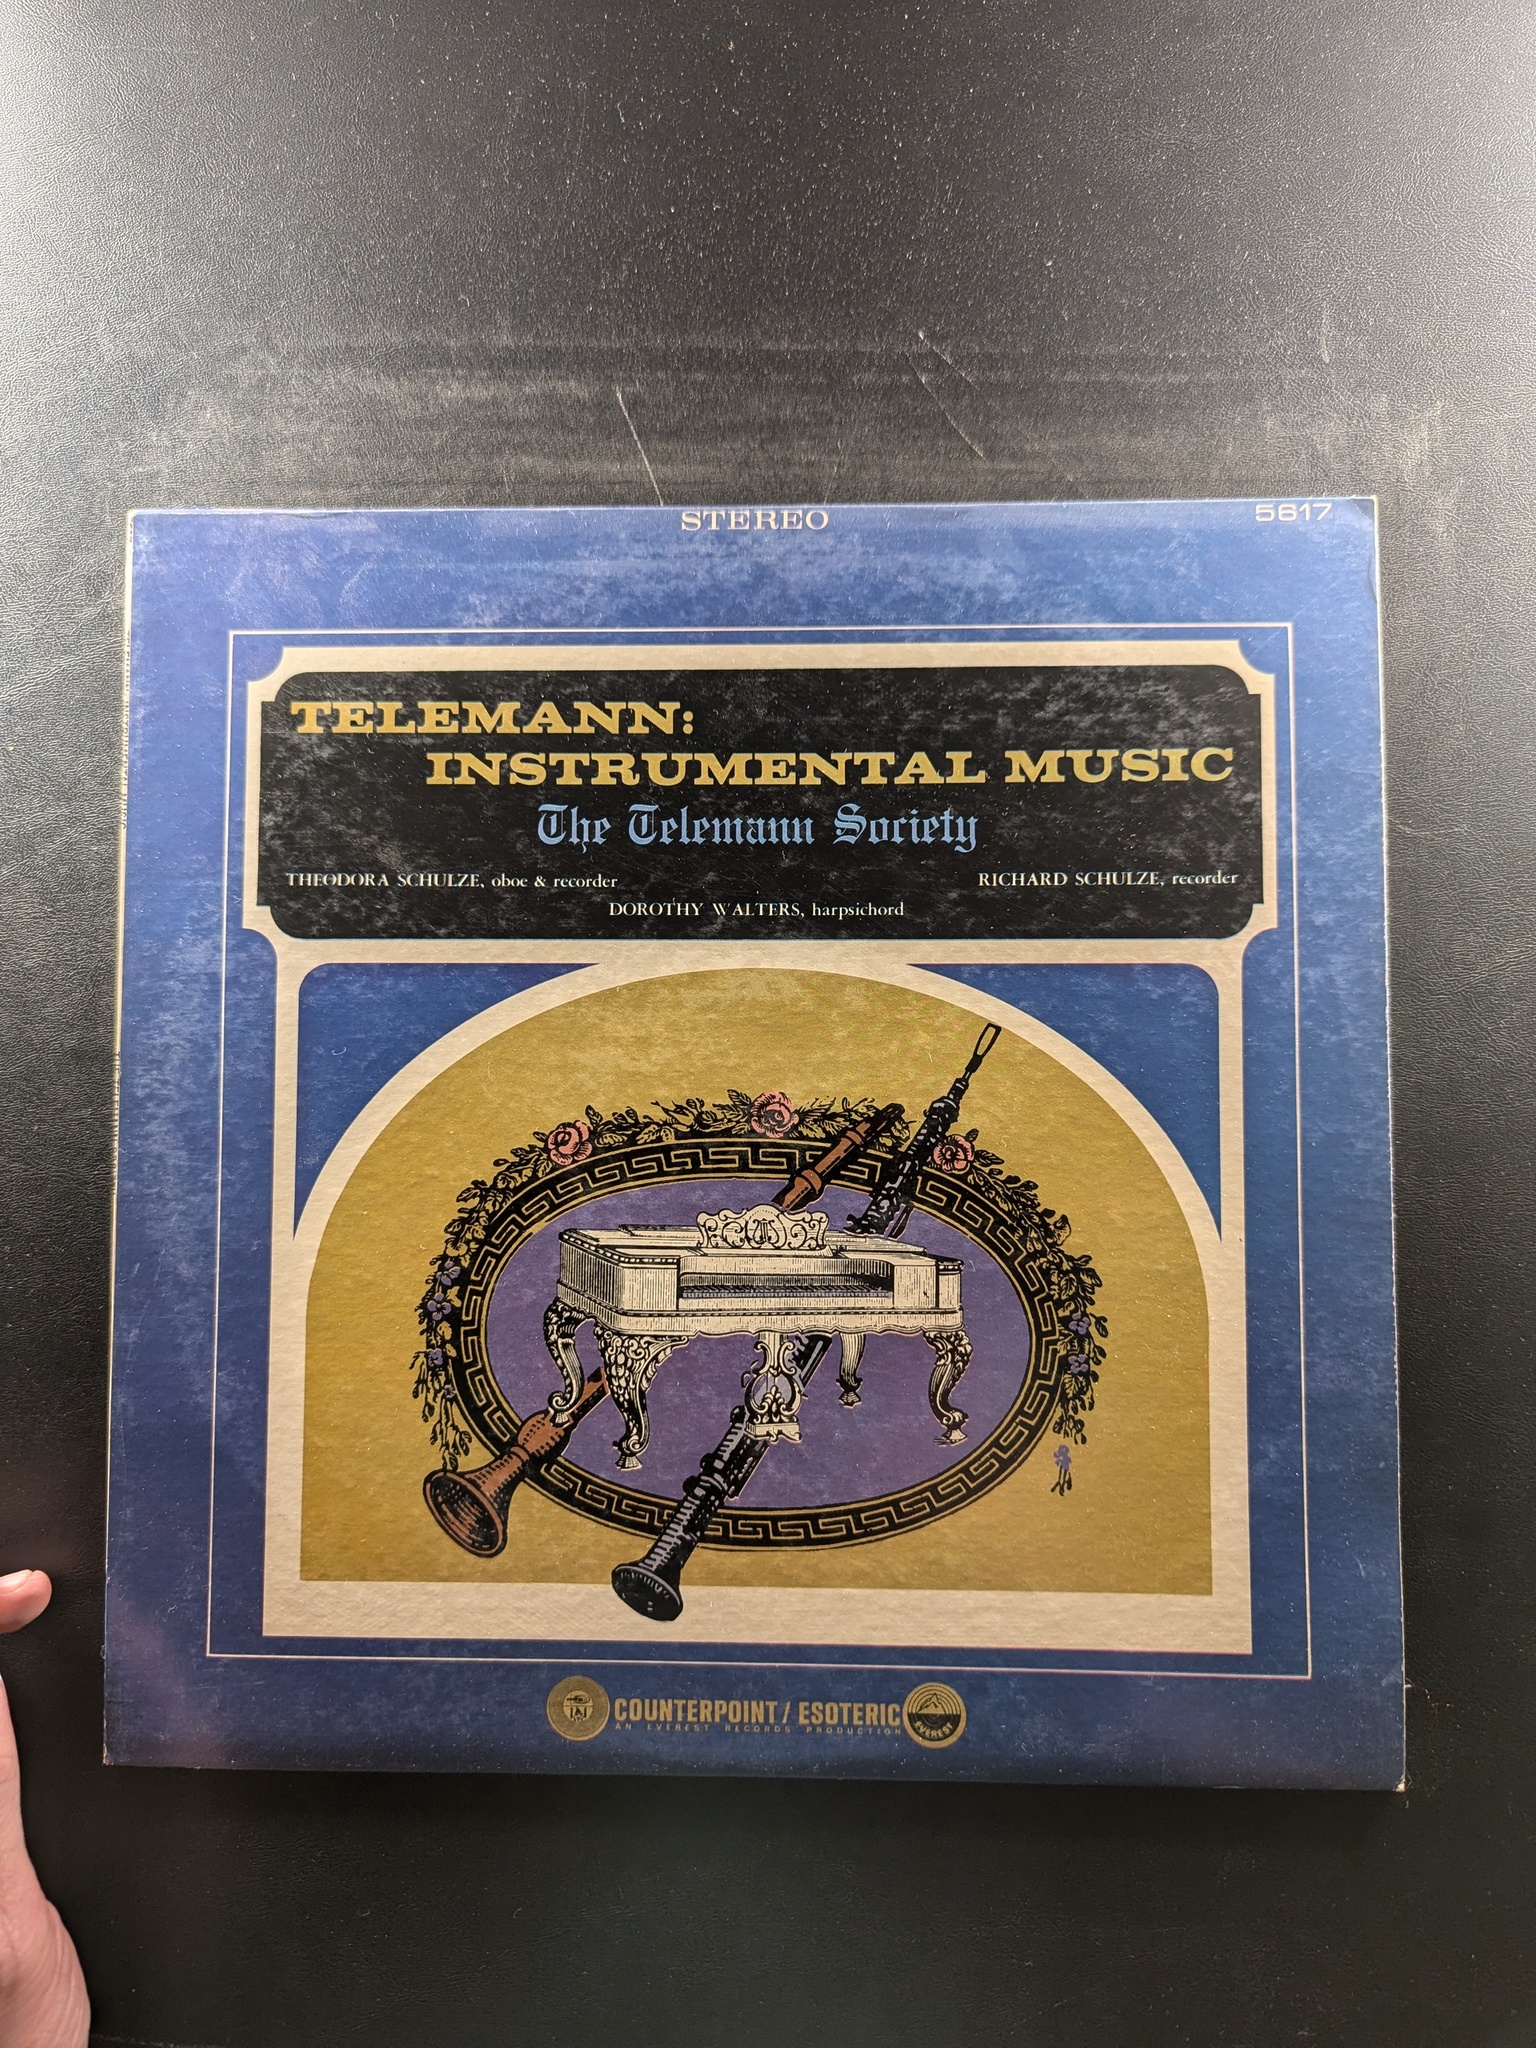 STEREO
5617
TELEMANN:
INSTRUMENTAL MUSIC
The Telemann Society
THEODORA SCHULZE, oboe & recorder
RICHARD SCHULZE, recorder
DOROTHY WALTERS, harpsichord
COUNTERPOINT / ESOTERIC
AN EVEREST RECORDS PRODUCTION
EVEREST